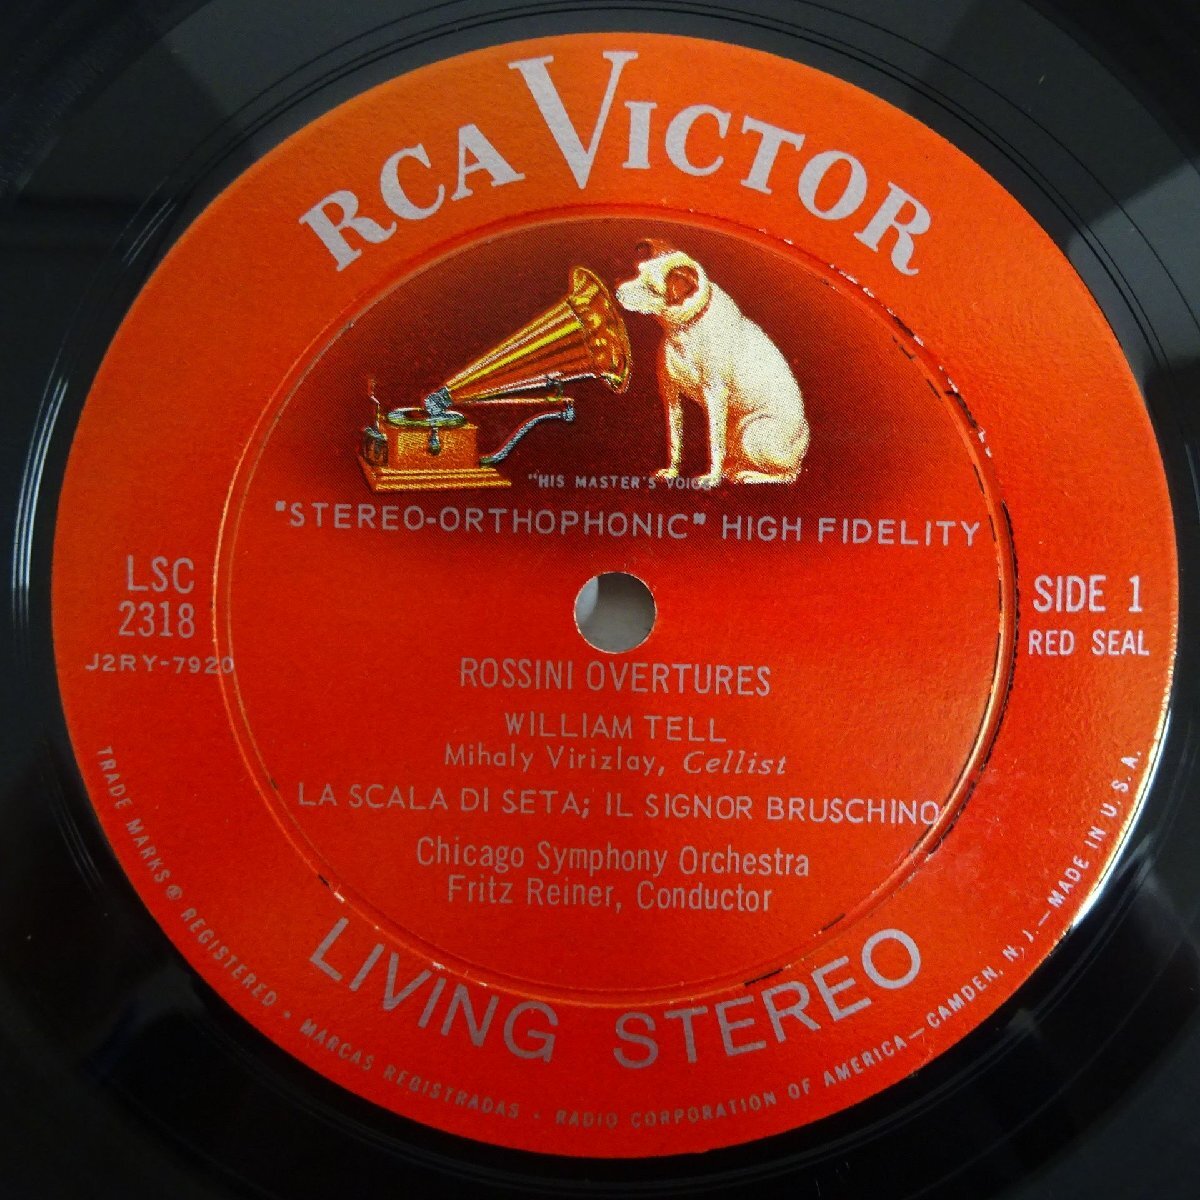 RCA VICTOR
"HIS MASTER'S VOICE"
"STEREO-ORTHOPHONIC" HIGH FIDELITY
LSC
2318
J2RY-7920
SIDE 1
RED SEAL
ROSSINI OVERTURES
WILLIAM TELL
Mihaly Virizlay, Cellist
LA SCALA DI SETA; IL SIGNOR BRUSCHINO
Chicago Symphony Orchestra
Fritz Reiner, Conductor
LIVING STEREO
TRADE MARKS ® REGISTERED • MARCAS REGISTRADAS • RADIO CORPORATION OF AMERICA — CAMDEN, N. J. — MADE IN U. S. A.